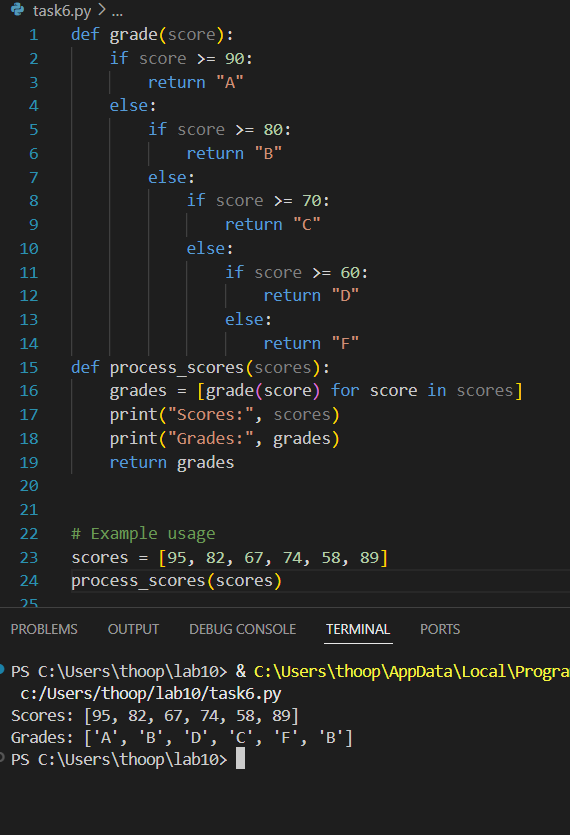 task6.py > ...
1 def grade(score):
2     if score >= 90:
3         return "A"
4     else:
5         if score >= 80:
6             return "B"
7         else:
8             if score >= 70:
9                 return "C"
10             else:
11                 if score >= 60:
12                     return "D"
13                 else:
14                     return "F"
15 def process_scores(scores):
16     grades = [grade(score) for score in scores]
17     print("Scores:", scores)
18     print("Grades:", grades)
19     return grades
20
21
22 # Example usage
23 scores = [95, 82, 67, 74, 58, 89]
24 process_scores(scores)
25
PROBLEMS OUTPUT DEBUG CONSOLE TERMINAL PORTS
PS C:\Users\thoop\lab10> & C:\Users\thoop\AppData\Local\Progra
c:/Users/thoop/lab10/task6.py
Scores: [95, 82, 67, 74, 58, 89]
Grades: ['A', 'B', 'D', 'C', 'F', 'B']
PS C:\Users\thoop\lab10>